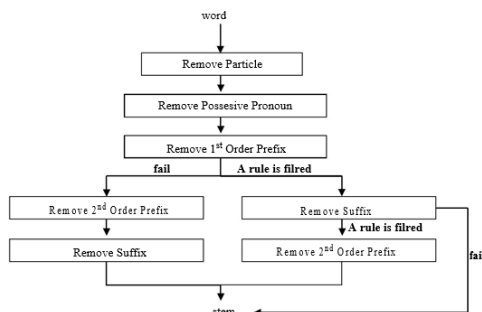 word
Remove Particle
Remove Possesive Pronoun
Remove 1st Order Prefix
fail A rule is filred
Remove 2nd Order Prefix Remove Suffix
A rule is filred
Remove Suffix Remove 2nd Order Prefix
fai
stem